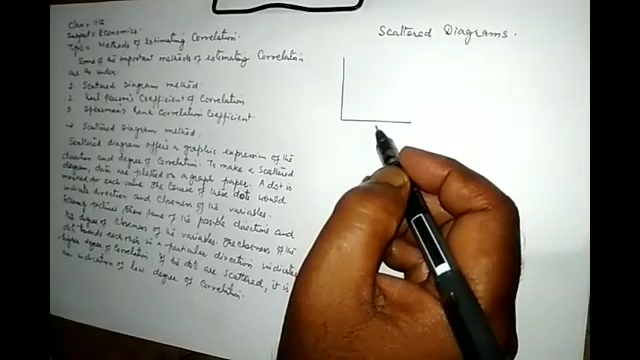 Class = 11th
Subject = Economics
Topic = Methods of Estimating Correlation
Some of the important methods of estimating Correlation
are as under:
1. Scattered Diagram method
2. Karl Pearson's Coefficient of Correlation
3 Spearman's Rank Correlation Coefficient.
→ Scattered Diagram method.
Scattered diagram offers a graphic expression of the
direction and degree of Correlation. To make a Scattered
diagram, data are plotted on a graph paper. A dot is
marked for each value. The Course of these dots would
indicate direction and closeness of the variables.
Following pictures show some of the possible directions and
the degree of closeness of the variables. The closeness of the
dots towards each other in a particular direction indicates
higher degree of Correlation. If the dots are scattered, it is
an indication of low degree of Correlation.
Scattered Diagrams.